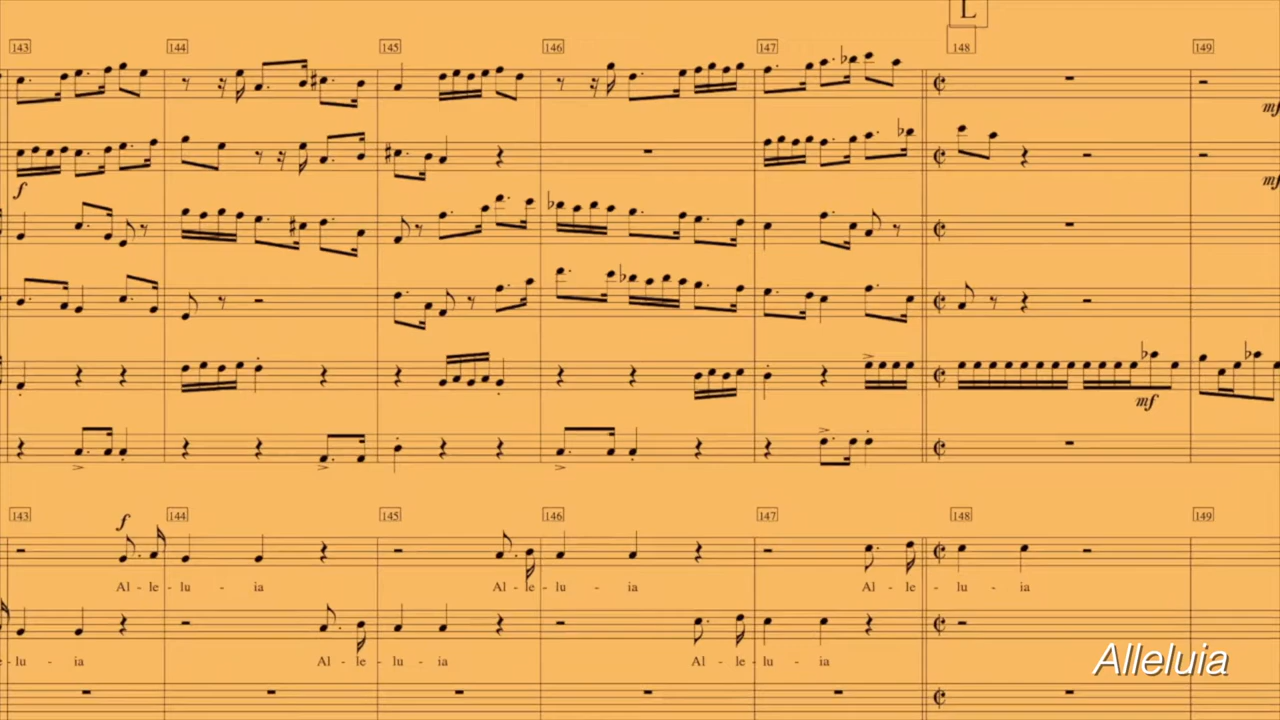 L
143 144 145 146 147 148 149
mf
f
mf
mf
143 144 145 146 147 148 149
f
Al - le - lu - ia Al - le - lu - ia Al - le - lu - ia
e - lu - ia Al - le - lu - ia Al - le - lu - ia
Alleluia